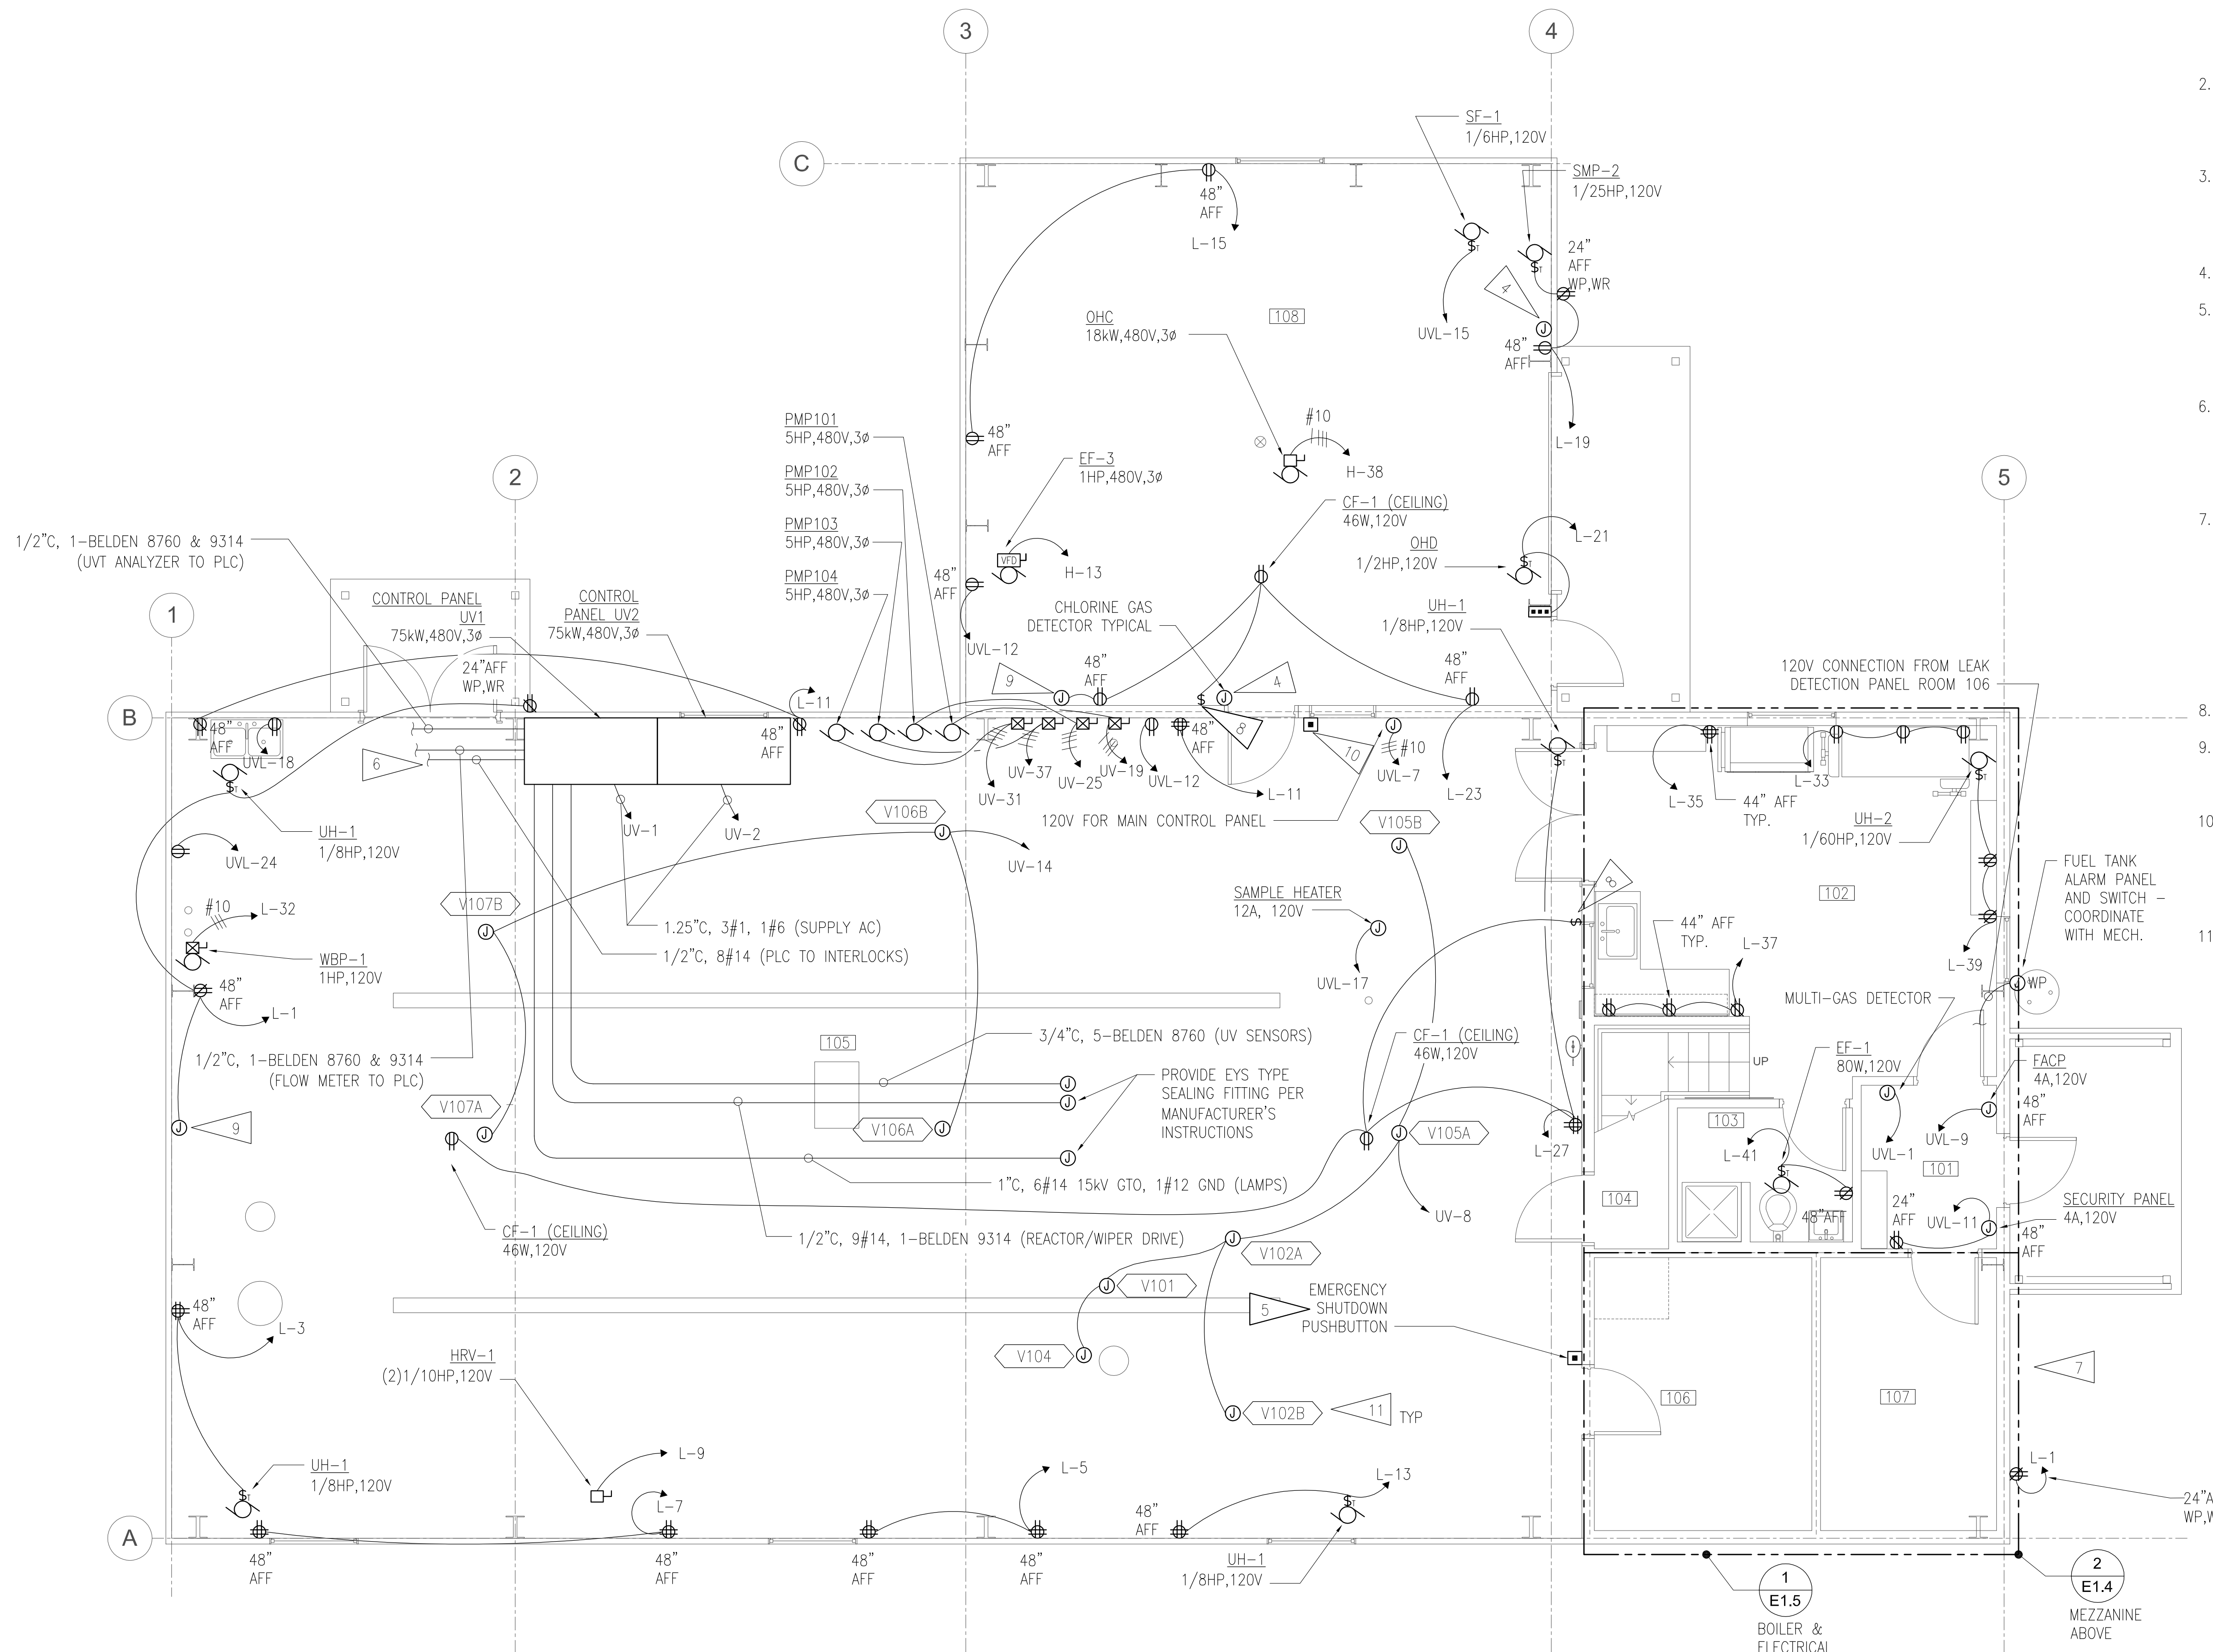 3
4
2.
SF-1
1/6HP,120V
C
SMP-2
1/25HP,120V
3.
48"
AFF
L-15
24"
AFF
WP,WR
4
4.
5.
OHC
18kW,480V,3ø
108
UVL-15
48"
AFF
6.
PMP101
5HP,480V,3ø
#10
L-19
48"
AFF
EF-3
1HP,480V,3ø
H-38
2
PMP102
5HP,480V,3ø
5
CF-1 (CEILING)
46W,120V
7.
PMP103
5HP,480V,3ø
1/2"C, 1-BELDEN 8760 & 9314
(UVT ANALYZER TO PLC)
OHD
1/2HP,120V
L-21
VFD
H-13
PMP104
5HP,480V,3ø
48"
AFF
1
CONTROL PANEL
UV1
75kW,480V,3ø
CONTROL
PANEL UV2
75kW,480V,3ø
CHLORINE GAS
DETECTOR TYPICAL
UH-1
1/8HP,120V
UVL-12
24"AFF
WP,WR
9
48"
AFF
4
48"
AFF
120V CONNECTION FROM LEAK
DETECTION PANEL ROOM 106
B
L-11
8.
48"
AFF
UVL-18
6
48"
AFF
48"
AFF
8
10
#10
9.
UV-31
UV-37
UV-25
UV-19
UVL-12
L-11
UVL-7
L-23
L-35
44" AFF
TYP.
L-33
UH-2
1/60HP,120V
UH-1
1/8HP,120V
UV-1
UV-2
V106B
120V FOR MAIN CONTROL PANEL
V105B
10
UVL-24
UV-14
FUEL TANK
ALARM PANEL
AND SWITCH -
COORDINATE
WITH MECH.
8
102
SAMPLE HEATER
12A, 120V
V107B
#10
L-32
1.25"C, 3#1, 1#6 (SUPPLY AC)
1/2"C, 8#14 (PLC TO INTERLOCKS)
44" AFF
TYP.
L-37
11
WBP-1
1HP,120V
L-39
UVL-17
48"
AFF
L-1
WP
MULTI-GAS DETECTOR
3/4"C, 5-BELDEN 8760 (UV SENSORS)
CF-1 (CEILING)
46W,120V
105
1/2"C, 1-BELDEN 8760 & 9314
(FLOW METER TO PLC)
UP
EF-1
80W,120V
FACP
4A,120V
PROVIDE EYS TYPE
SEALING FITTING PER
MANUFACTURER'S
INSTRUCTIONS
V107A
9
V106A
V105A
L-27
103
L-41
UVL-1
UVL-9
48"
AFF
101
1"C, 6#14 15kV GTO, 1#12 GND (LAMPS)
104
UV-8
48"AFF
24"
AFF
UVL-11
SECURITY PANEL
4A,120V
CF-1 (CEILING)
46W,120V
1/2"C, 9#14, 1-BELDEN 9314 (REACTOR/WIPER DRIVE)
V102A
48"
AFF
V101
EMERGENCY
SHUTDOWN
PUSHBUTTON
5
48"
AFF
L-3
V104
HRV-1
(2)1/10HP,120V
7
106
107
V102B
11
TYP
L-9
L-5
L-13
L-1
UH-1
1/8HP,120V
L-7
48"
AFF
24"A
WP,W
A
48"
AFF
48"
AFF
48"
AFF
48"
AFF
UH-1
1/8HP,120V
1
E1.5
BOILER &
ELECTRICAL
2
E1.4
MEZZANINE
ABOVE